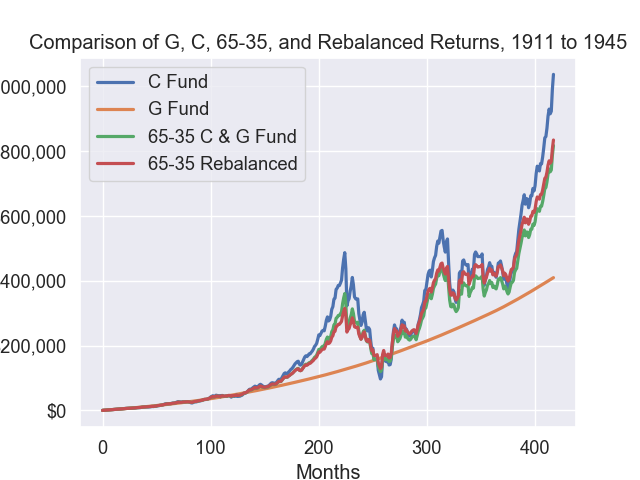 Comparison of G, C, 65-35, and Rebalanced Returns, 1911 to 1945
C Fund
G Fund
65-35 C & G Fund
65-35 Rebalanced
000,000
800,000
600,000
400,000
200,000
$0
0 100 200 300 400
Months